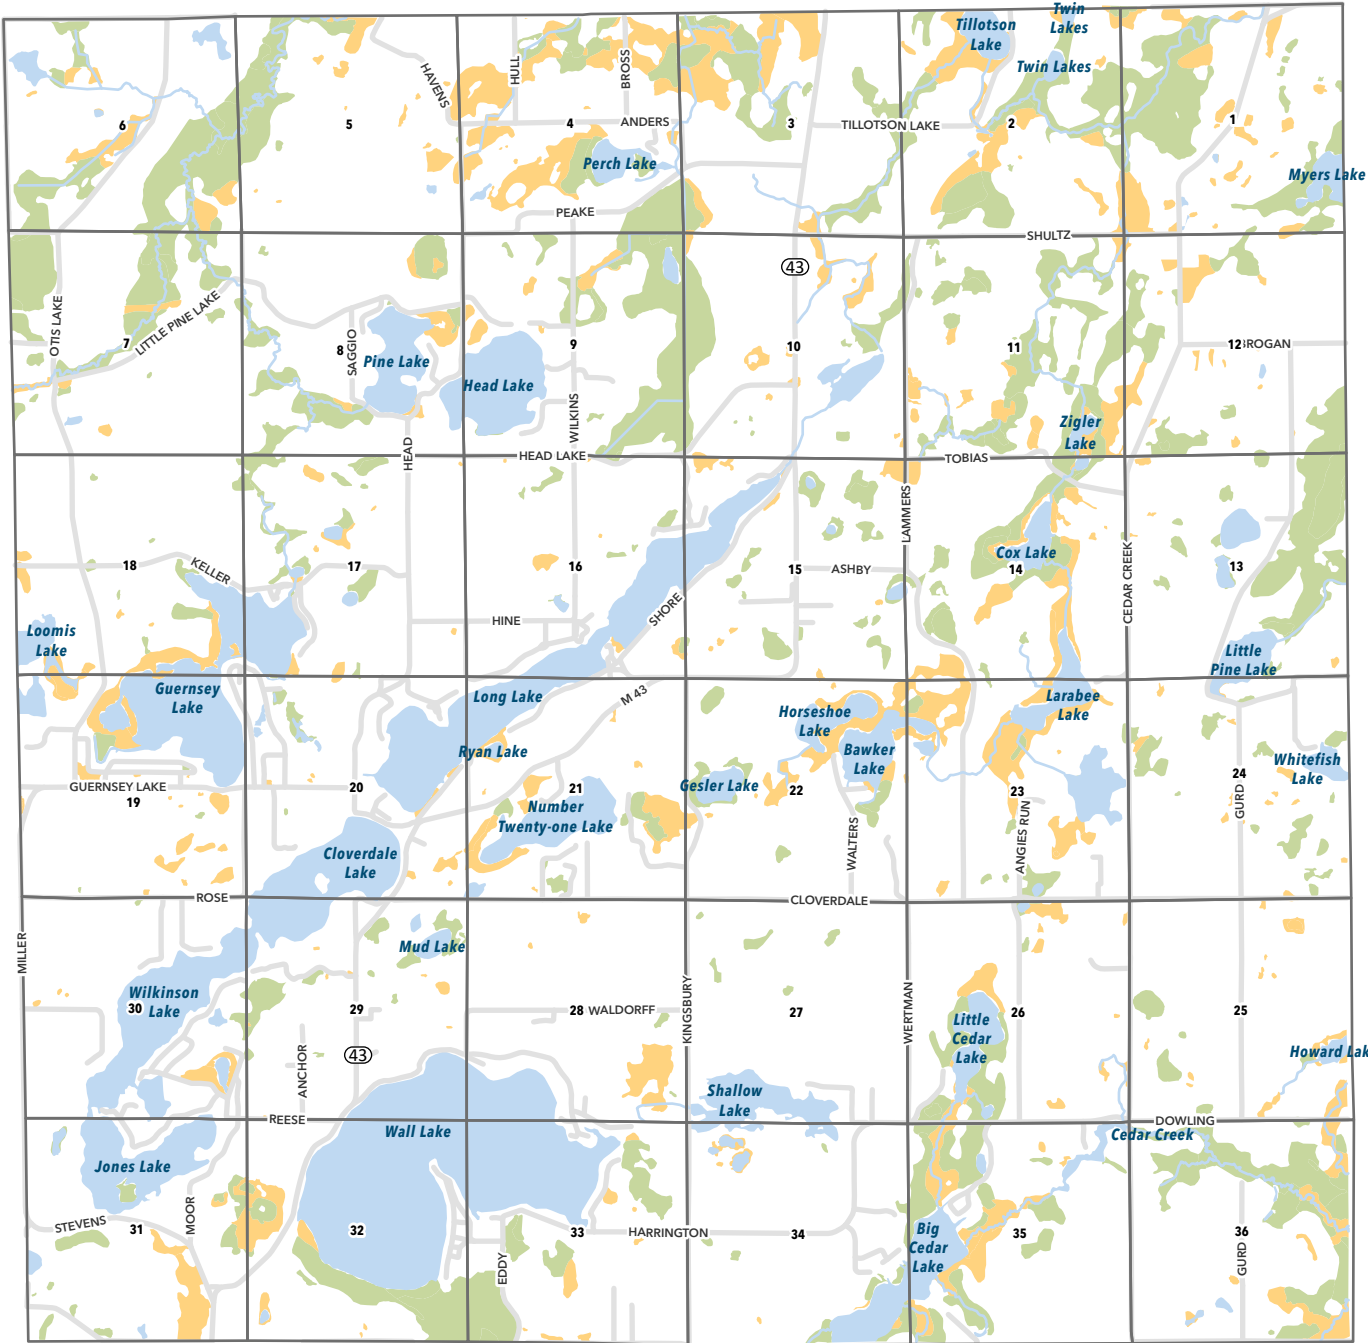 Twin
Lakes
Tillotson
Lake
Twin Lakes
HULL
BROSS
HAVENS
6
5
4
ANDERS
3
TILLOTSON LAKE
2
1
Perch Lake
Myers Lake
PEAKE
SHULTZ
43
OTIS LAKE
LITTLE PINE LAKE
7
8
SAGGIO
Pine Lake
Head Lake
9
10
11
12
ROGAN
WILKINS
Zigler
Lake
HEAD
HEAD LAKE
TOBIAS
LAMMERS
Cox Lake
CEDAR CREEK
18
KELLER
17
16
15
ASHBY
14
13
SHORE
HINE
Loomis
Lake
Little
Pine Lake
Guernsey
Lake
Long Lake
M 43
Horseshoe
Lake
Larabee
Lake
Ryan Lake
Bawker
Lake
Whitefish
Lake
GUERNSEY LAKE
19
20
21
Gesler Lake
22
23
24
GURD
Number
Twenty-one Lake
WALTERS
ANGIES RUN
Cloverdale
Lake
ROSE
CLOVERDALE
MILLER
Mud Lake
Wilkinson
Lake
30
29
28
WALDORFF
KINGSBURY
27
WERTMAN
26
25
Little
Cedar
Lake
43
ANCHOR
Howard Lak
Shallow
Lake
REESE
DOWLING
Wall Lake
Cedar Creek
Jones Lake
STEVENS
31
MOOR
32
33
HARRINGTON
34
35
36
Big
Cedar
Lake
EDDY
GURD